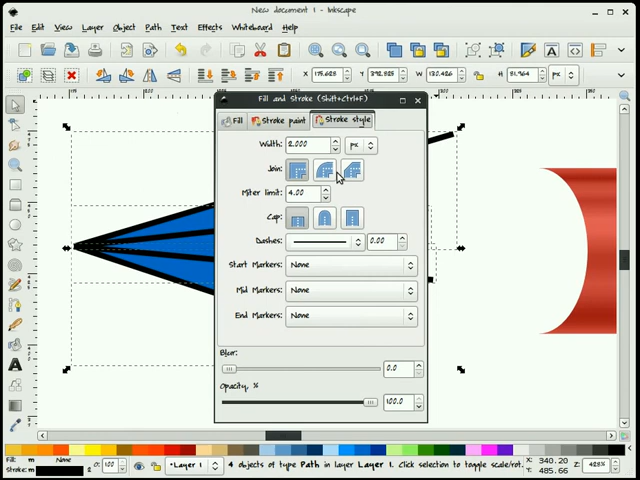 New document 1 - Inkscape
File Edit View Layer Object Path Text Effects Whiteboard Help
X 175.628 Y 392.825 W 130.426 H 81.964 px
Fill and Stroke (Shift+Ctrl+F)
Fill Stroke paint Stroke style
Width: 2.000 px
Join:
Miter limit: 4.00
Cap:
Dashes: 0.00
Start Markers: None
Mid Markers: None
End Markers: None
Blur:
0.0
Opacity, %
100.0
Fill: m None
Stroke: m O: 100 Layer 1 4 objects of type Path in layer Layer 1. Click selection to toggle scale/rot. X: 340.20 Y: 485.66 Z: 428%